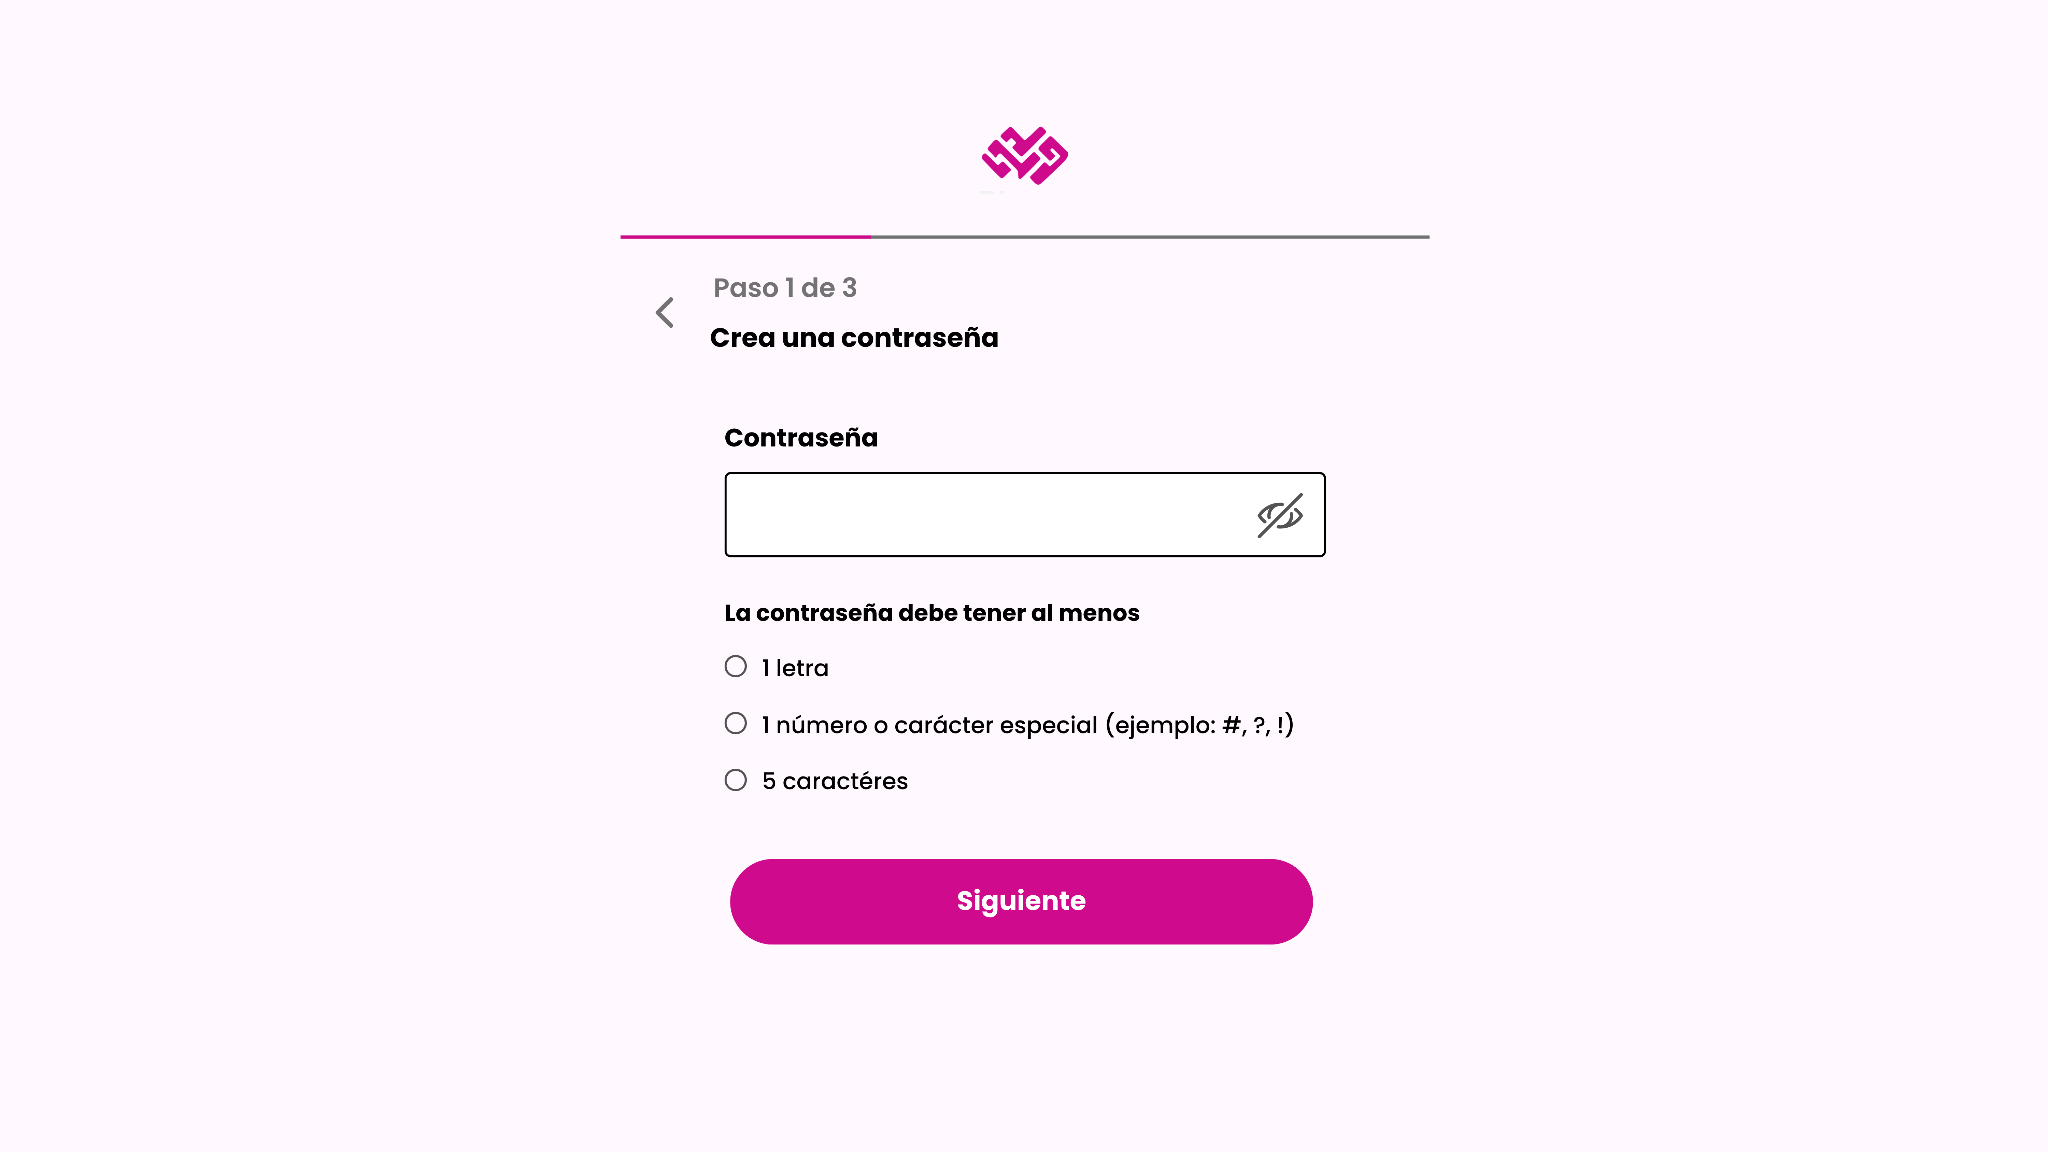 Paso 1 de 3
Crea una contraseña
Contraseña
La contraseña debe tener al menos
1 letra
1 número o carácter especial (ejemplo: #, ?, !)
5 caractéres
Siguiente